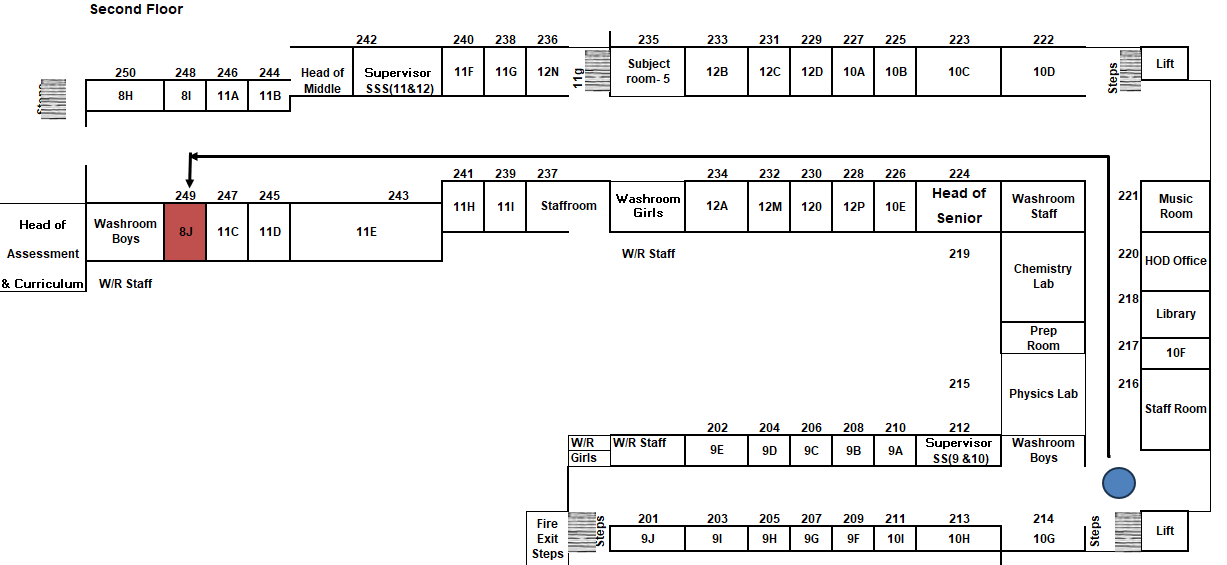 Second Floor
242 240 238 236 235 233 231 229 227 225 223 222
Head of
Middle
Supervisor
SSS(11&12)
11F 11G 12N
11g
Subject
room- 5
12B 12C 12D 10A 10B 10C 10D
Steps
Lift
250 248 246 244
8H 8I 11A 11B
241 239 237 234 232 230 228 226 224
11H 11I Staffroom
Washroom
Girls
12A 12M 120 12P 10E
Head of
Senior
Washroom
Staff
221
Music
Room
249 247 245 243
Head of
Assessment
& Curriculum
Washroom
Boys
8J 11C 11D 11E
W/R Staff
W/R Staff
219
Chemistry
Lab
220
HOD Office
218
Library
Prep
Room
217
10F
215
Physics Lab
216
Staff Room
202 204 206 208 210 212
W/R
Girls
W/R Staff
9E 9D 9C 9B 9A
Supervisor
SS(9 &10)
Washroom
Boys
201 203 205 207 209 211 213 214
Fire
Exit
Steps
Steps
9J 9I 9H 9G 9F 10I 10H 10G
Steps
Lift